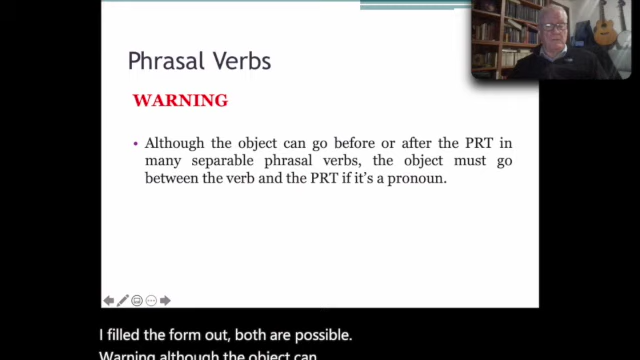 Phrasal Verbs
WARNING
• Although the object can go before or after the PRT in
many separable phrasal verbs, the object must go
between the verb and the PRT if it's a pronoun.
I filled the form out, both are possible.
Warning although the object can